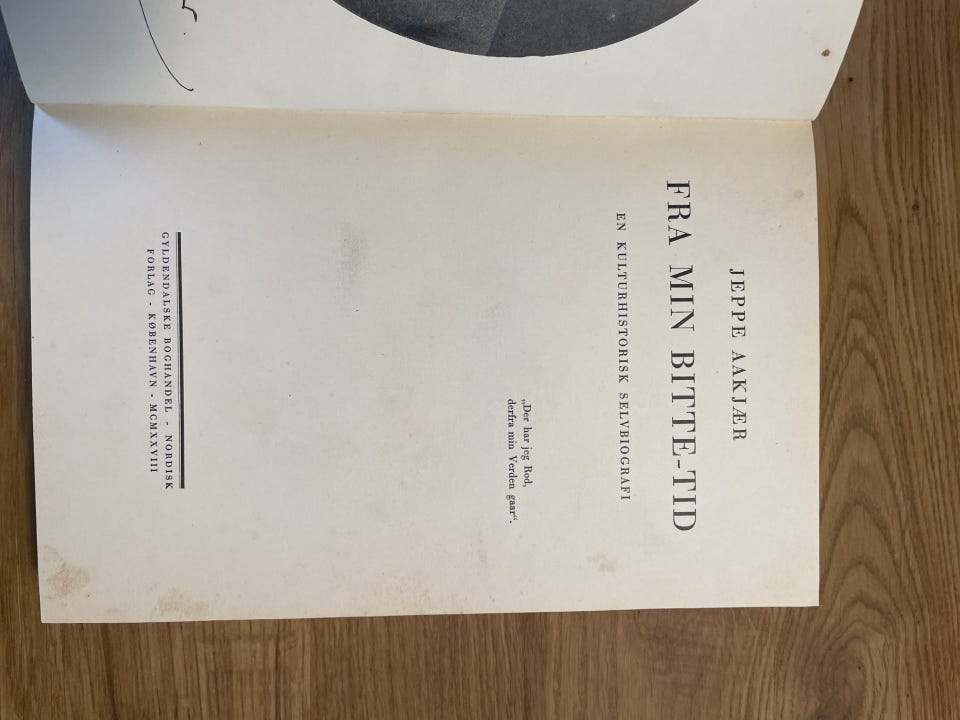 JEPPE AAKJÆR
FRA MIN BITTE-TID
EN KULTURHISTORISK SELVBIOGRAFI
„Der har jeg Rod,
derfra min Verden gaar“.
GYLDENDALSKE BOGHANDEL - NORDISK
FORLAG - KØBENHAVN - MCMXXVIII